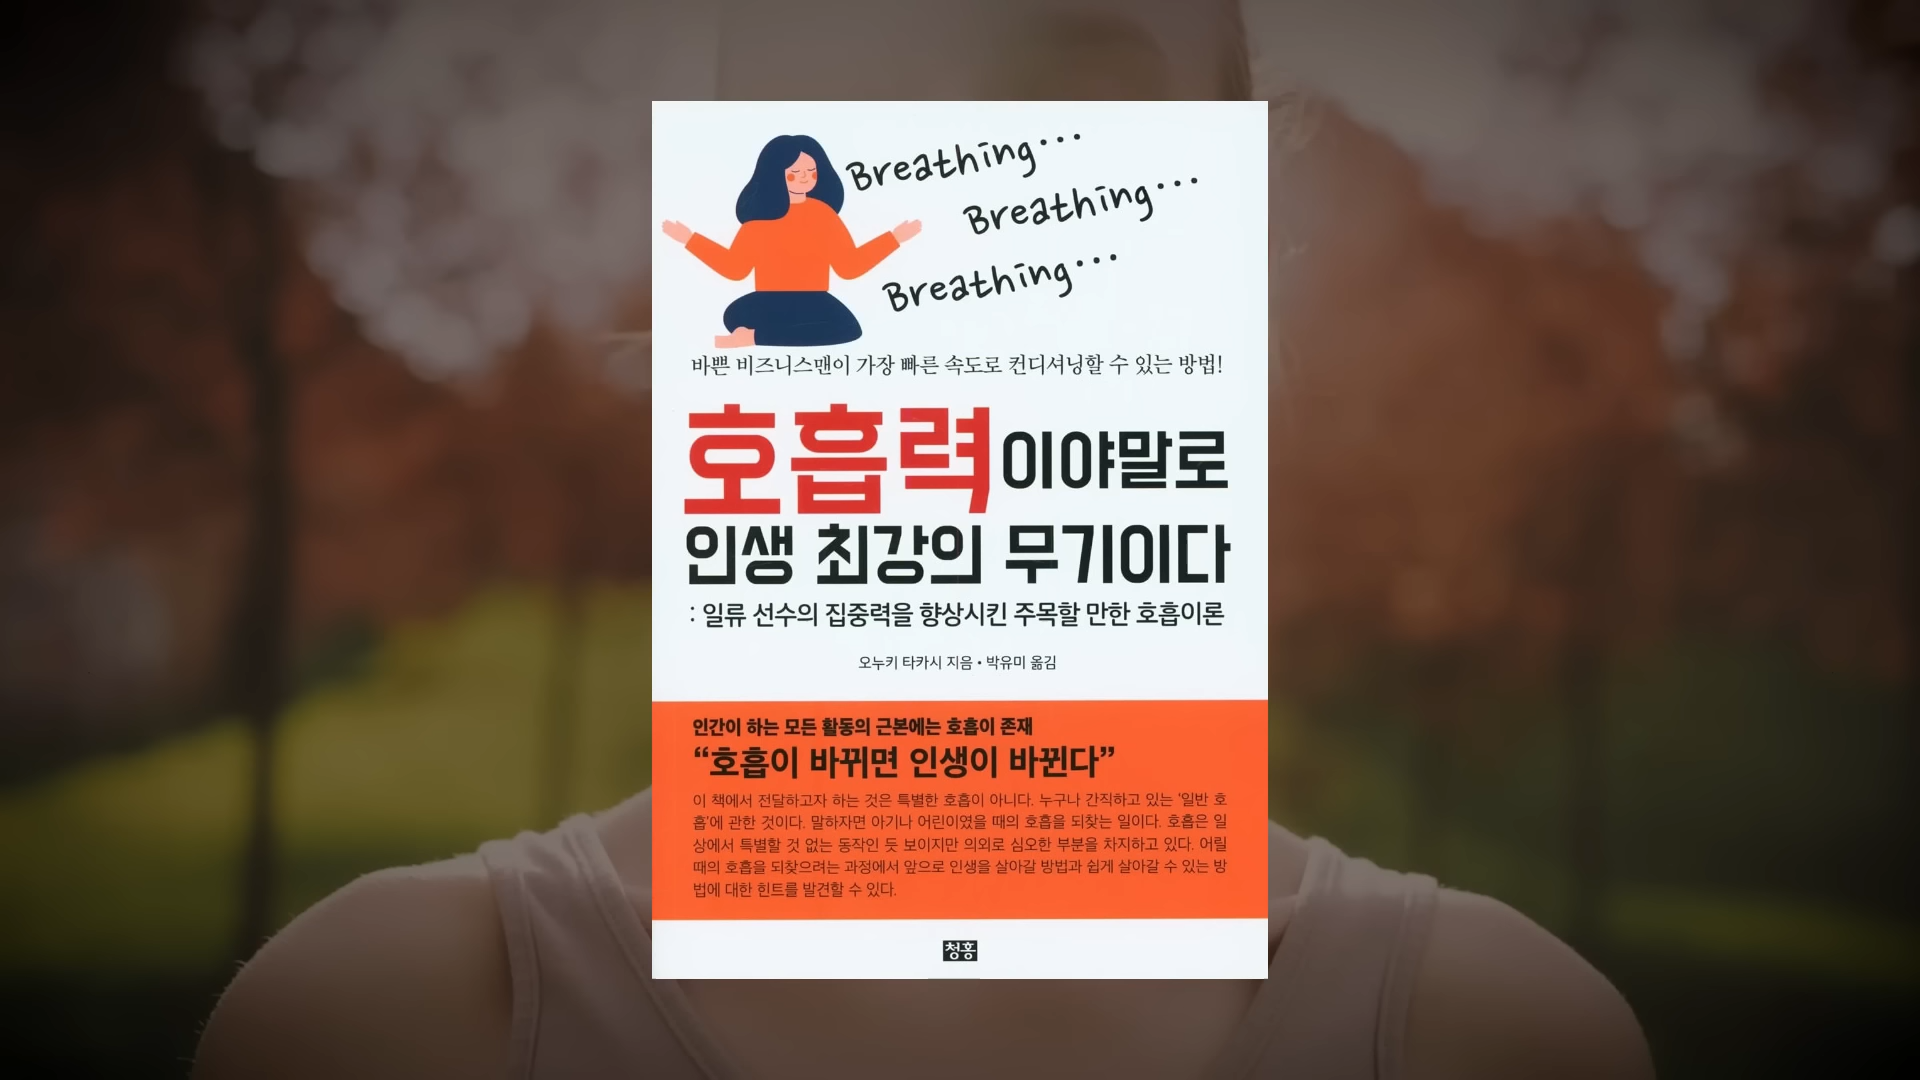 Breathing...
Breathing...
Breathing...
바쁜 비즈니스맨이 가장 빠른 속도로 컨디셔닝할 수 있는 방법!
호흡력이야말로
인생 최강의 무기이다
: 일류 선수의 집중력을 향상시킨 주목할 만한 호흡이론
오누키 타카시 지음 • 박유미 옮김
인간이 하는 모든 활동의 근본에는 호흡이 존재
“호흡이 바뀌면 인생이 바뀐다”
이 책에서 전달하고자 하는 것은 특별한 호흡이 아니다. 누구나 간직하고 있는 ‘일반 호
흡’에 관한 것이다. 말하자면 아기나 어린이였을 때의 호흡을 되찾는 일이다. 호흡은 일
상에서 특별할 것 없는 동작인 듯 보이지만 의외로 심오한 부분을 차지하고 있다. 어릴
때의 호흡을 되찾으려는 과정에서 앞으로 인생을 살아갈 방법과 쉽게 살아갈 수 있는 방
법에 대한 힌트를 발견할 수 있다.
청홍